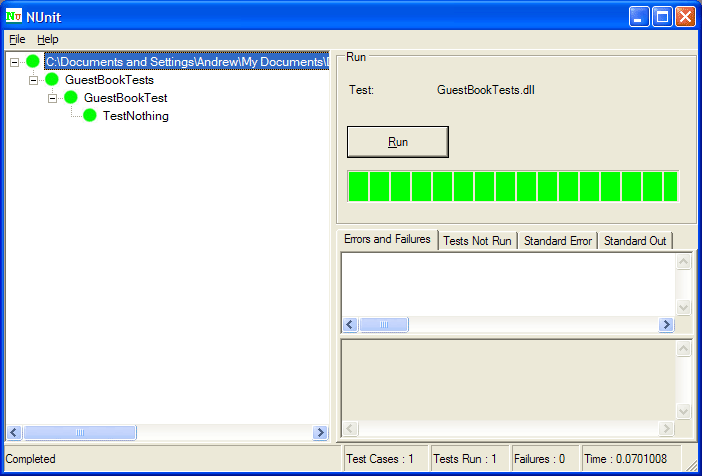 NUnit
File Help
C:\Documents and Settings\Andrew\My Documents\
GuestBookTests
GuestBookTest
TestNothing
Run
Test: GuestBookTests.dll
Run
Errors and Failures Tests Not Run Standard Error Standard Out
Completed Test Cases : 1 Tests Run : 1 Failures : 0 Time : 0.0701008